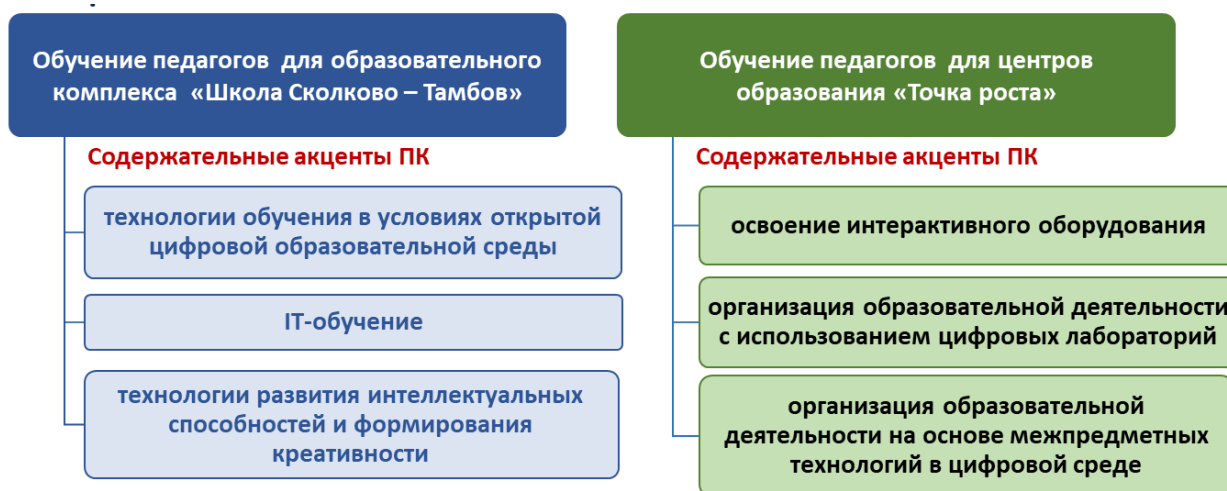 Обучение педагогов для образовательного
комплекса «Школа Сколково – Тамбов»
Содержательные акценты ПК
технологии обучения в условиях открытой
цифровой образовательной среды
IT-обучение
технологии развития интеллектуальных
способностей и формирования
креативности
Обучение педагогов для центров
образования «Точка роста»
Содержательные акценты ПК
освоение интерактивного оборудования
организация образовательной деятельности
с использованием цифровых лабораторий
организация образовательной
деятельности на основе межпредметных
технологий в цифровой среде